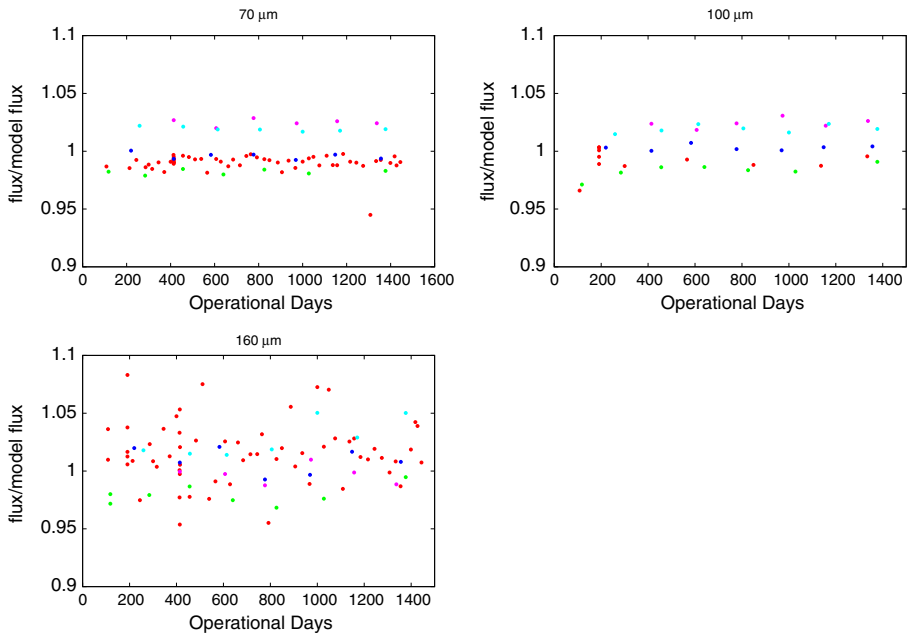 70 μm
1.1
1.05
1
0.95
0.9
flux/model flux
0 200 400 600 800 1000 1200 1400 1600
Operational Days
100 μm
1.1
1.05
1
0.95
0.9
flux/model flux
0 200 400 600 800 1000 1200 1400
Operational Days
160 μm
1.1
1.05
1
0.95
0.9
flux/model flux
0 200 400 600 800 1000 1200 1400
Operational Days